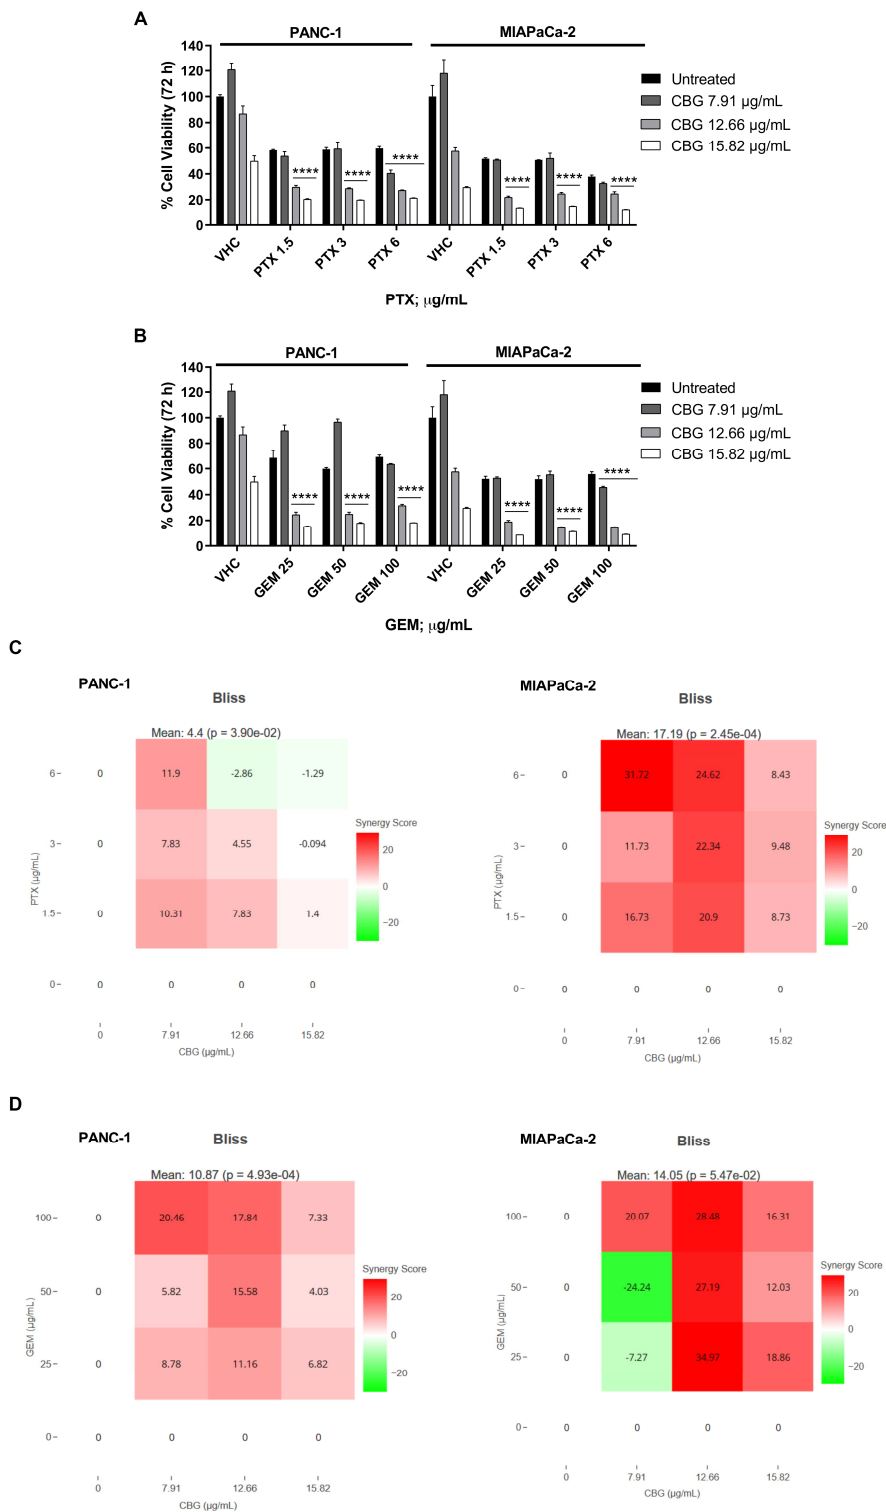 A
PANC-1
MIAPaCa-2
% Cell Viability (72 h)
140
120
100
80
60
40
20
0
****
****
****
****
****
****
Untreated
CBG 7.91 µg/mL
CBG 12.66 µg/mL
CBG 15.82 µg/mL
VHC
PTX 1.5
PTX 3
PTX 6
VHC
PTX 1.5
PTX 3
PTX 6
PTX; µg/mL
B
PANC-1
MIAPaCa-2
% Cell Viability (72 h)
140
120
100
80
60
40
20
0
****
****
****
****
****
****
Untreated
CBG 7.91 µg/mL
CBG 12.66 µg/mL
CBG 15.82 µg/mL
VHC
GEM 25
GEM 50
GEM 100
VHC
GEM 25
GEM 50
GEM 100
GEM; µg/mL
C
PANC-1
Bliss
Mean: 4.4 (p = 3.90e-02)
PTX (µg/mL)
6
0
11.9
-2.86
-1.29
3
0
7.83
4.55
-0.094
1.5
0
10.31
7.83
1.4
0
0
0
0
0
0
7.91
12.66
15.82
CBG (µg/mL)
Synergy Score
20
0
-20
MIAPaCa-2
Bliss
Mean: 17.19 (p = 2.45e-04)
PTX (µg/mL)
6
0
31.72
24.62
8.43
3
0
11.73
22.34
9.48
1.5
0
16.73
20.9
8.73
0
0
0
0
0
0
7.91
12.66
15.82
CBG (µg/mL)
Synergy Score
20
0
-20
D
PANC-1
Bliss
Mean: 10.87 (p = 4.93e-04)
GEM (µg/mL)
100
0
20.46
17.84
7.33
50
0
5.82
15.58
4.03
25
0
8.78
11.16
6.82
0
0
0
0
0
0
7.91
12.66
15.82
CBG (µg/mL)
Synergy Score
20
0
-20
MIAPaCa-2
Bliss
Mean: 14.05 (p = 5.47e-02)
GEM (µg/mL)
100
0
20.07
28.48
16.31
50
0
-24.24
27.19
12.03
25
0
-7.27
34.97
18.86
0
0
0
0
0
0
7.91
12.66
15.82
CBG (µg/mL)
Synergy Score
20
0
-20